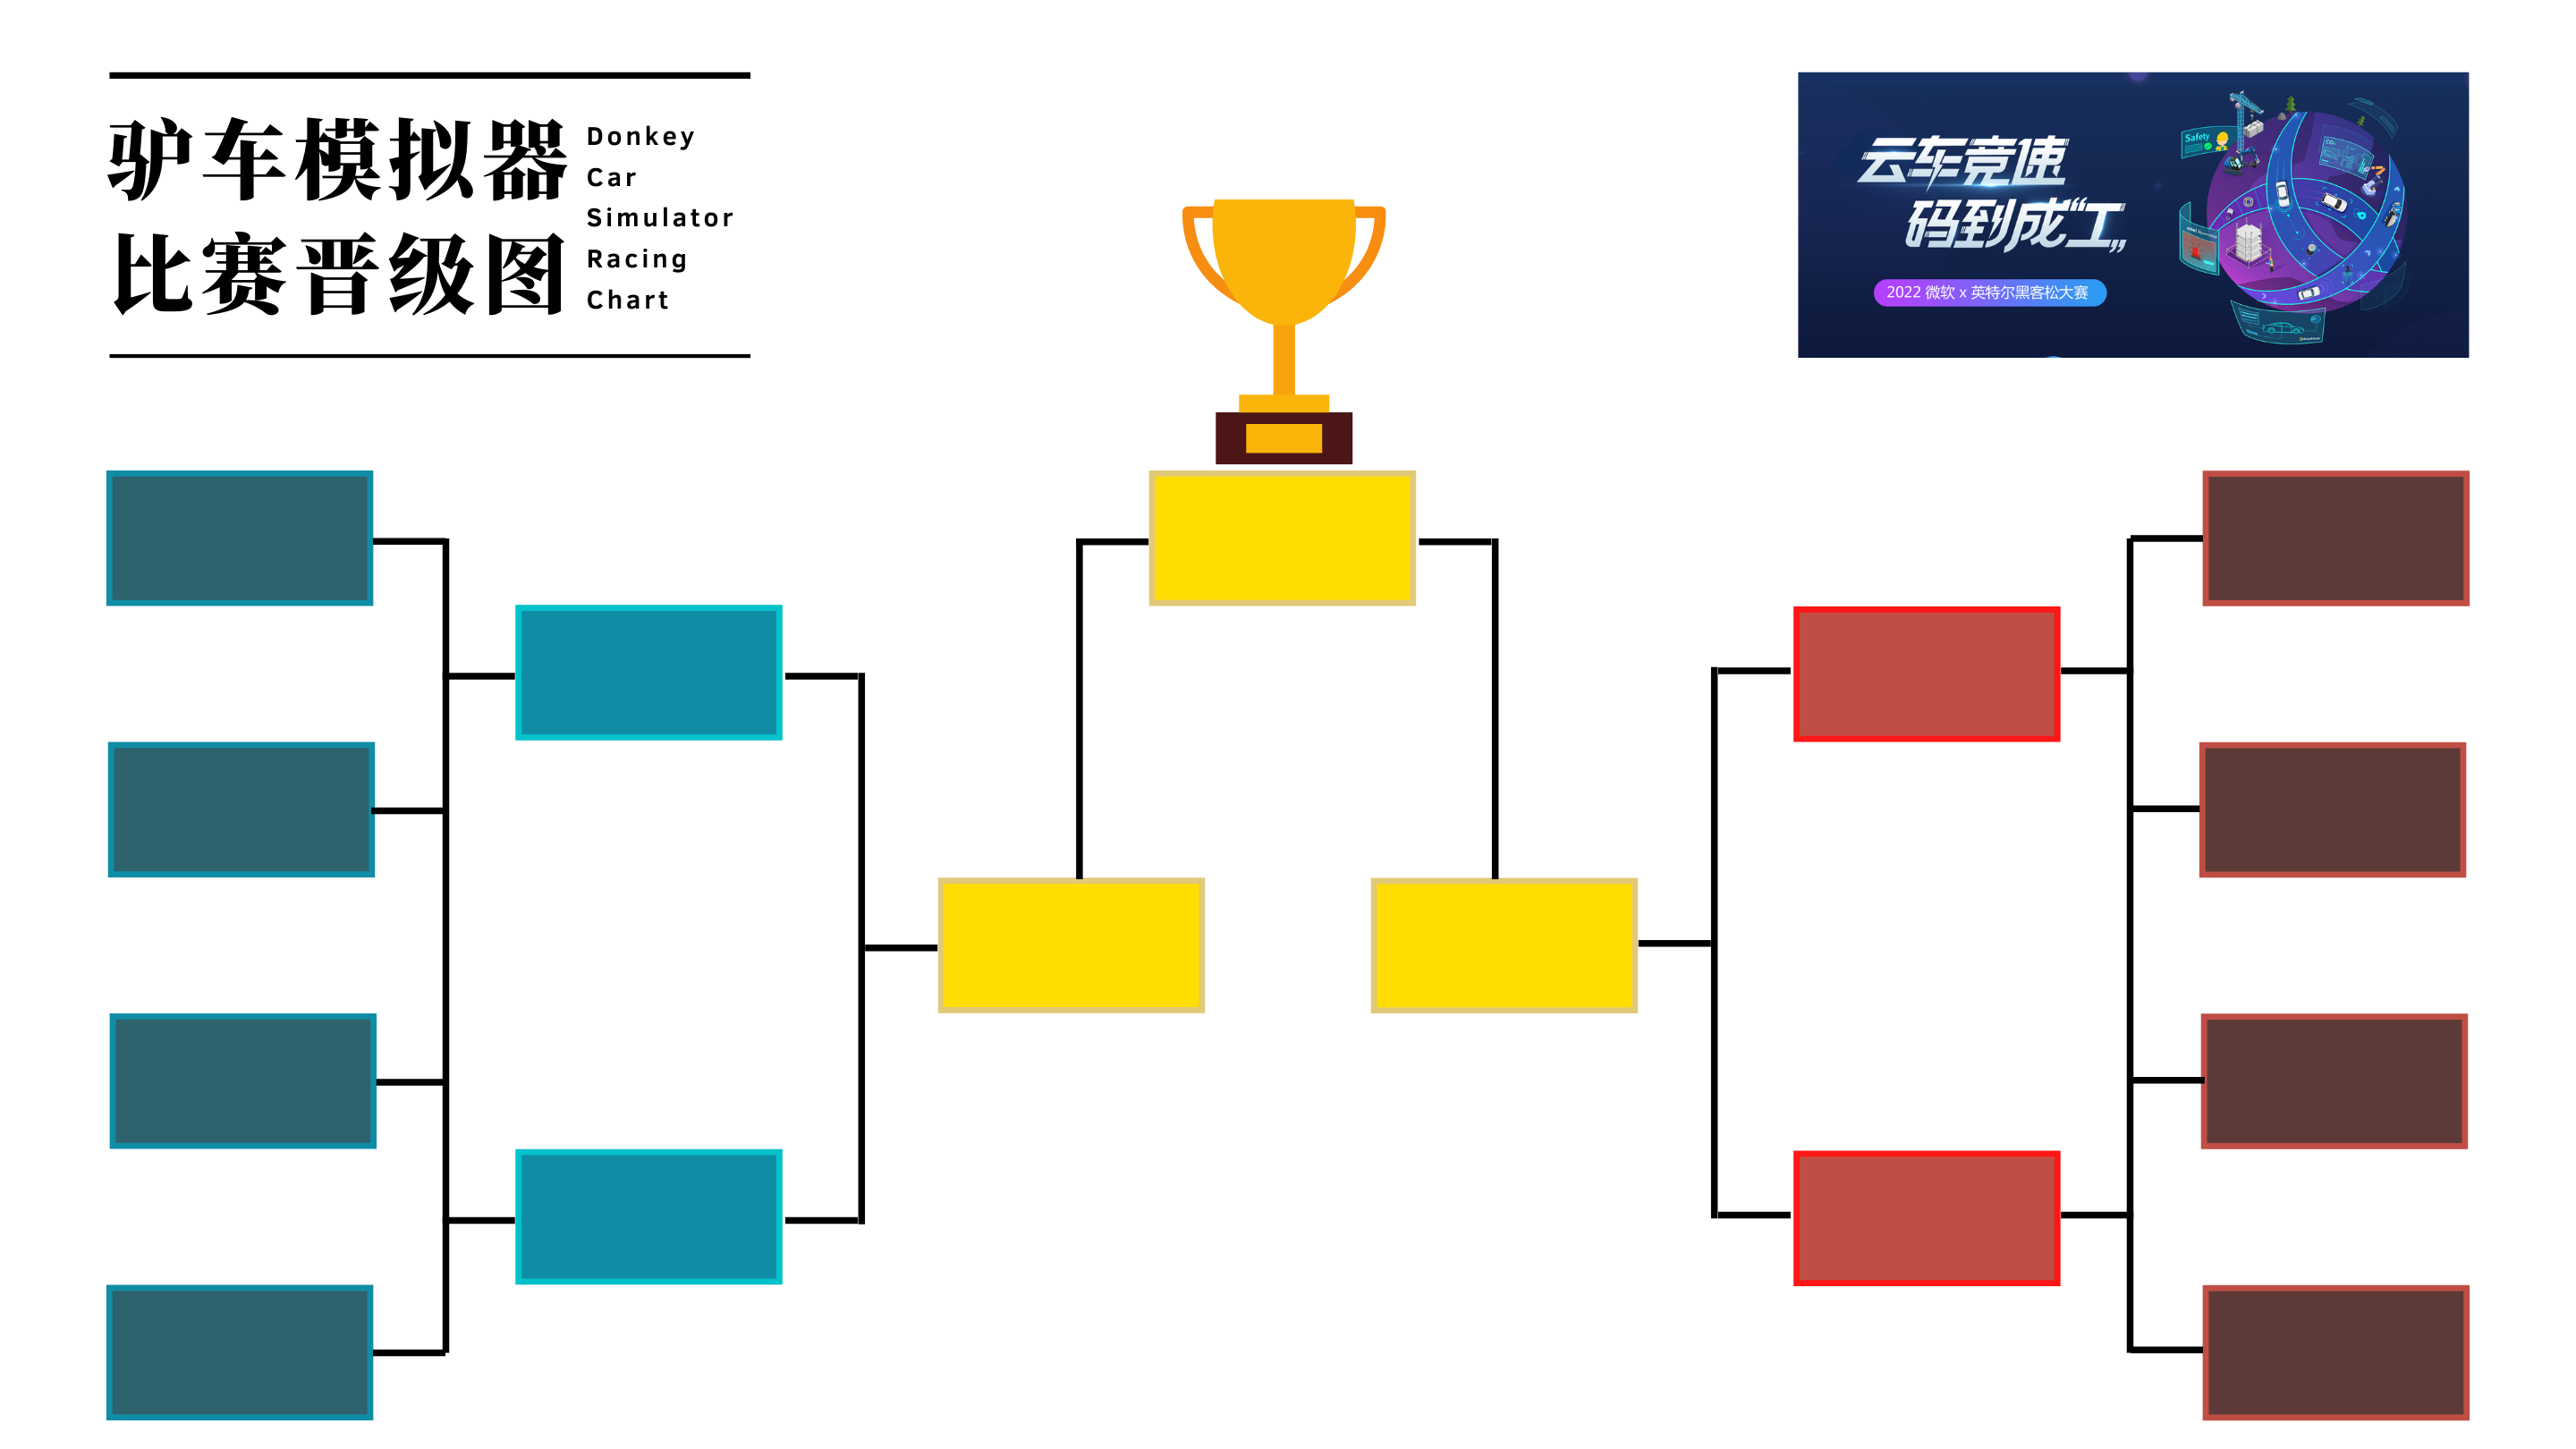 驴车模拟器
比赛晋级图
Donkey
Car
Simulator
Racing
Chart
云车竞速
码到成“工”
2022 微软 x 英特尔黑客松大赛
Safety
CO₂